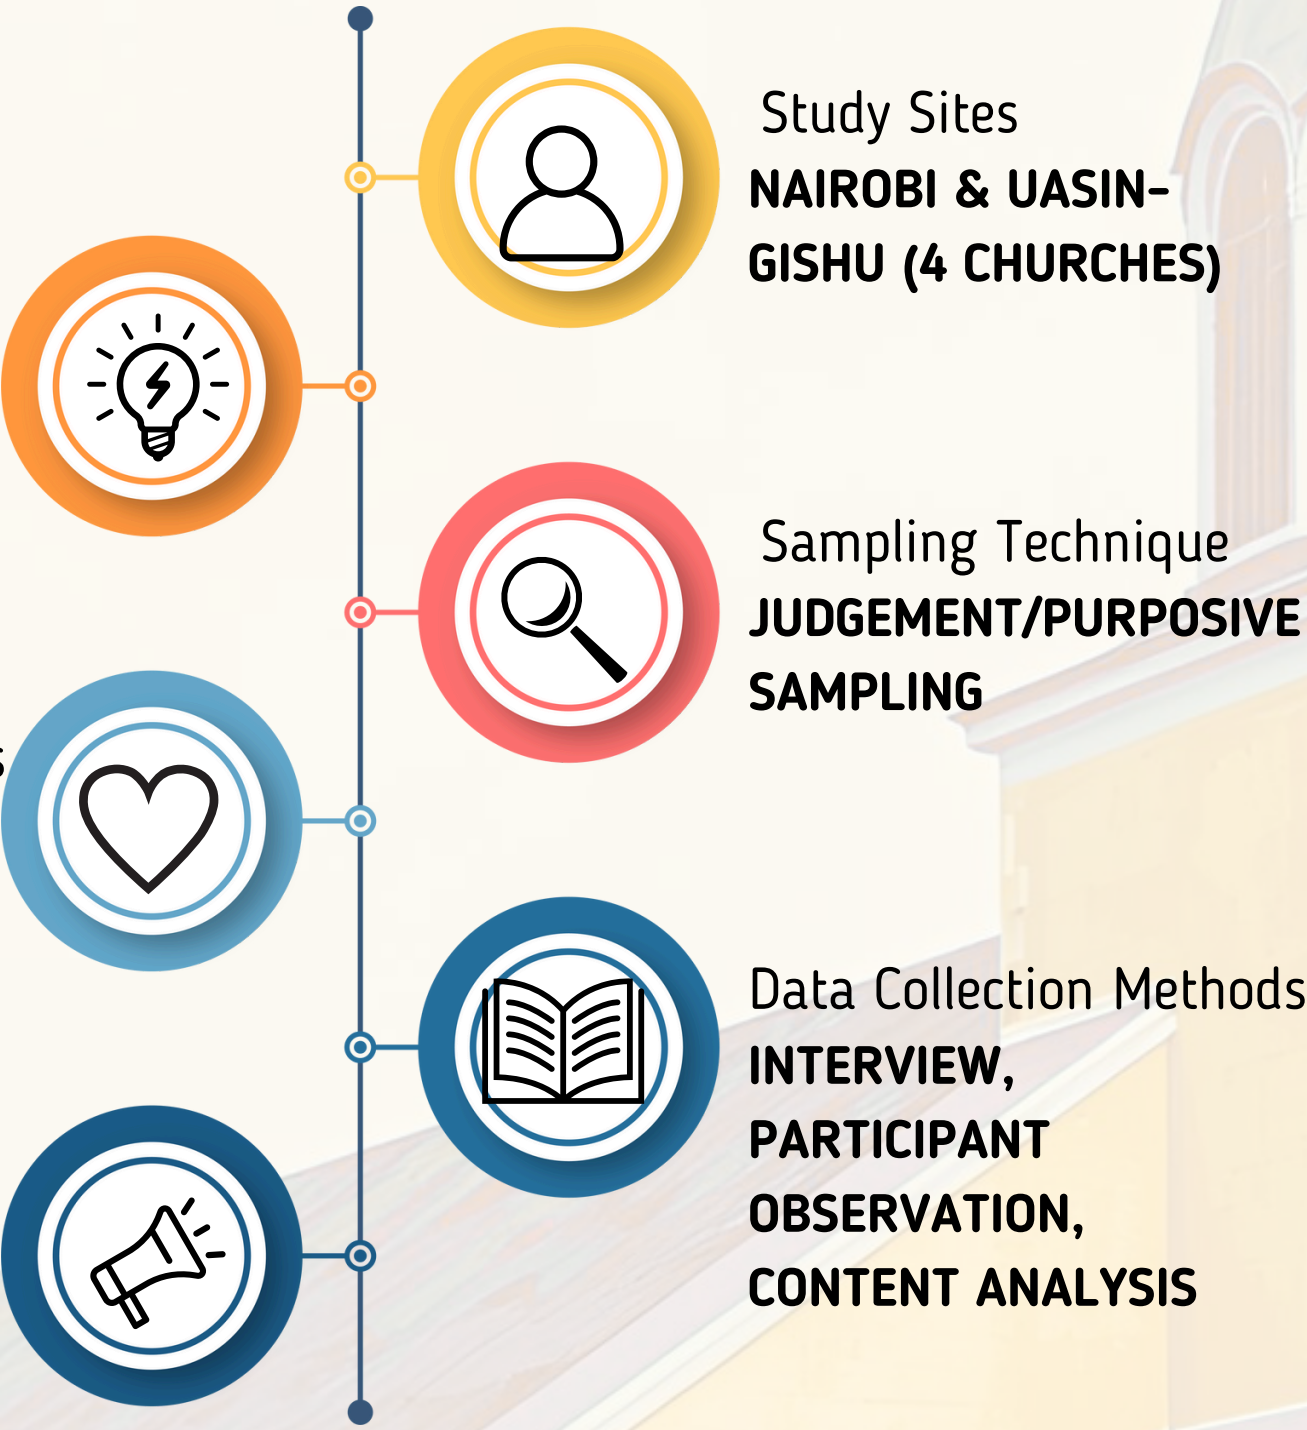 Study Sites
NAIROBI & UASIN-
GISHU (4 CHURCHES)
Sampling Technique
JUDGEMENT/PURPOSIVE
SAMPLING
Data Collection Methods
INTERVIEW,
PARTICIPANT
OBSERVATION,
CONTENT ANALYSIS